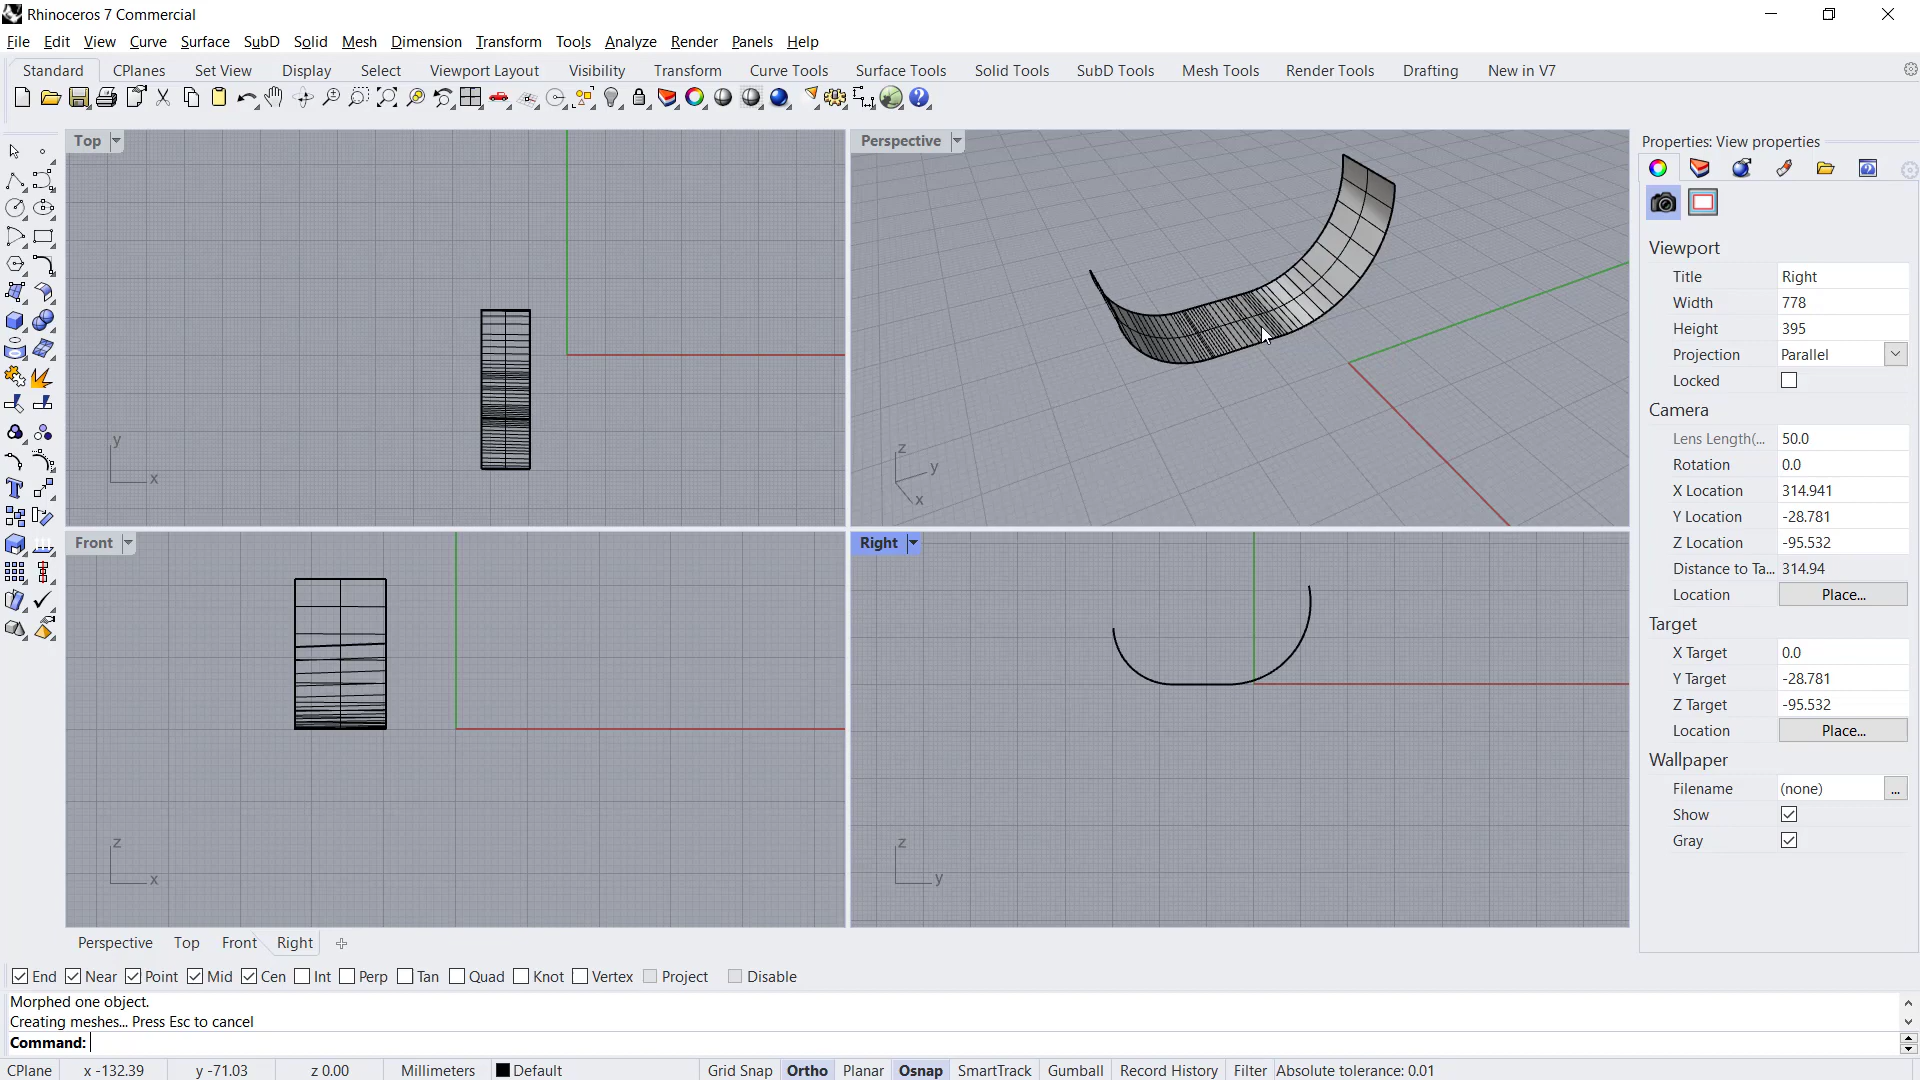 Rhinoceros 7 Commercial
File Edit View Curve Surface SubD Solid Mesh Dimension Transform Tools Analyze Render Panels Help
Standard CPlanes Set View Display Select Viewport Layout Visibility Transform Curve Tools Surface Tools Solid Tools SubD Tools Mesh Tools Render Tools Drafting New in V7
Top
y
x
Perspective
z
y
x
Front
z
x
Right
z
y
Properties: View properties
Viewport
Title Right
Width 778
Height 395
Projection Parallel
Locked
Camera
Lens Length(... 50.0
Rotation 0.0
X Location 314.941
Y Location -28.781
Z Location -95.532
Distance to Ta... 314.94
Location Place...
Target
X Target 0.0
Y Target -28.781
Z Target -95.532
Location Place...
Wallpaper
Filename (none) ...
Show
Gray
Perspective Top Front Right
End Near Point Mid Cen Int Perp Tan Quad Knot Vertex Project Disable
Morphed one object.
Creating meshes... Press Esc to cancel
Command:
CPlane x -132.39 y -71.03 z 0.00 Millimeters Default Grid Snap Ortho Planar Osnap SmartTrack Gumball Record History Filter Absolute tolerance: 0.01